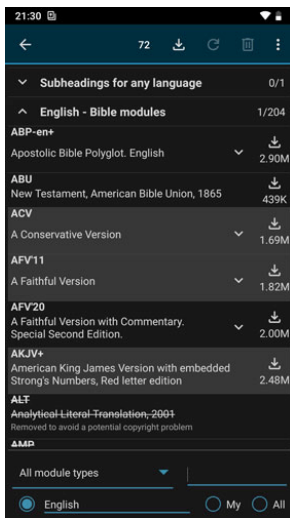 21:30
72
Subheadings for any language 0/1
English - Bible modules 1/204
ABP-en+
Apostolic Bible Polyglot. English
2.90M
ABU
New Testament, American Bible Union, 1865
439K
ACV
A Conservative Version
1.69M
AFV'11
A Faithful Version
1.82M
AFV'20
A Faithful Version with Commentary.
Special Second Edition.
2.00M
AKJV+
American King James Version with embedded
Strong's Numbers, Red letter edition
2.48M
ALT
Analytical Literal Translation, 2001
Removed to avoid a potential copyright problem
AMP
All module types
English My All